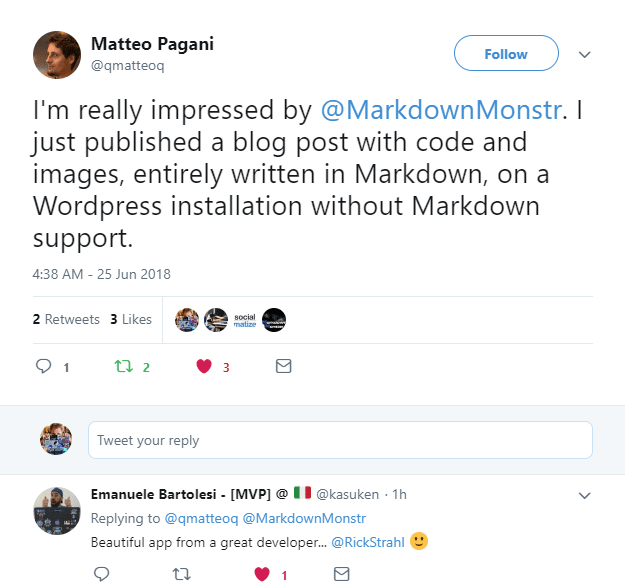 Matteo Pagani
@qmatteoq
Follow
I'm really impressed by @MarkdownMonstr. I
just published a blog post with code and
images, entirely written in Markdown, on a
Wordpress installation without Markdown
support.
4:38 AM - 25 Jun 2018
2 Retweets 3 Likes
social
matize
1 2 3
Tweet your reply
Emanuele Bartolesi - [MVP] @ 🇮🇹 @kasuken · 1h
Replying to @qmatteoq @MarkdownMonstr
Beautiful app from a great developer... @RickStrahl 🙂
1